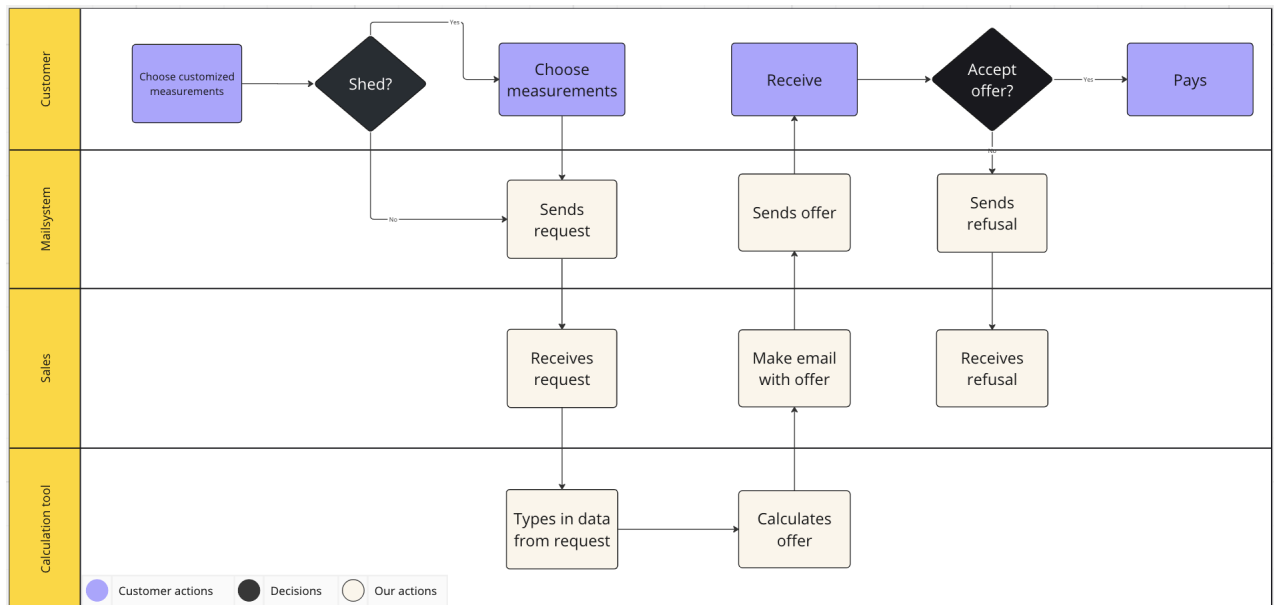 Customer
Choose customized
measurements
Shed?
Yes
Choose
measurements
Receive
Accept
offer?
Yes
Pays
No
Mailsystem
No
Sends
request
Sends offer
Sends
refusal
Sales
Receives
request
Make email
with offer
Receives
refusal
Calculation tool
Types in data
from request
Calculates
offer
Customer actions
Decisions
Our actions